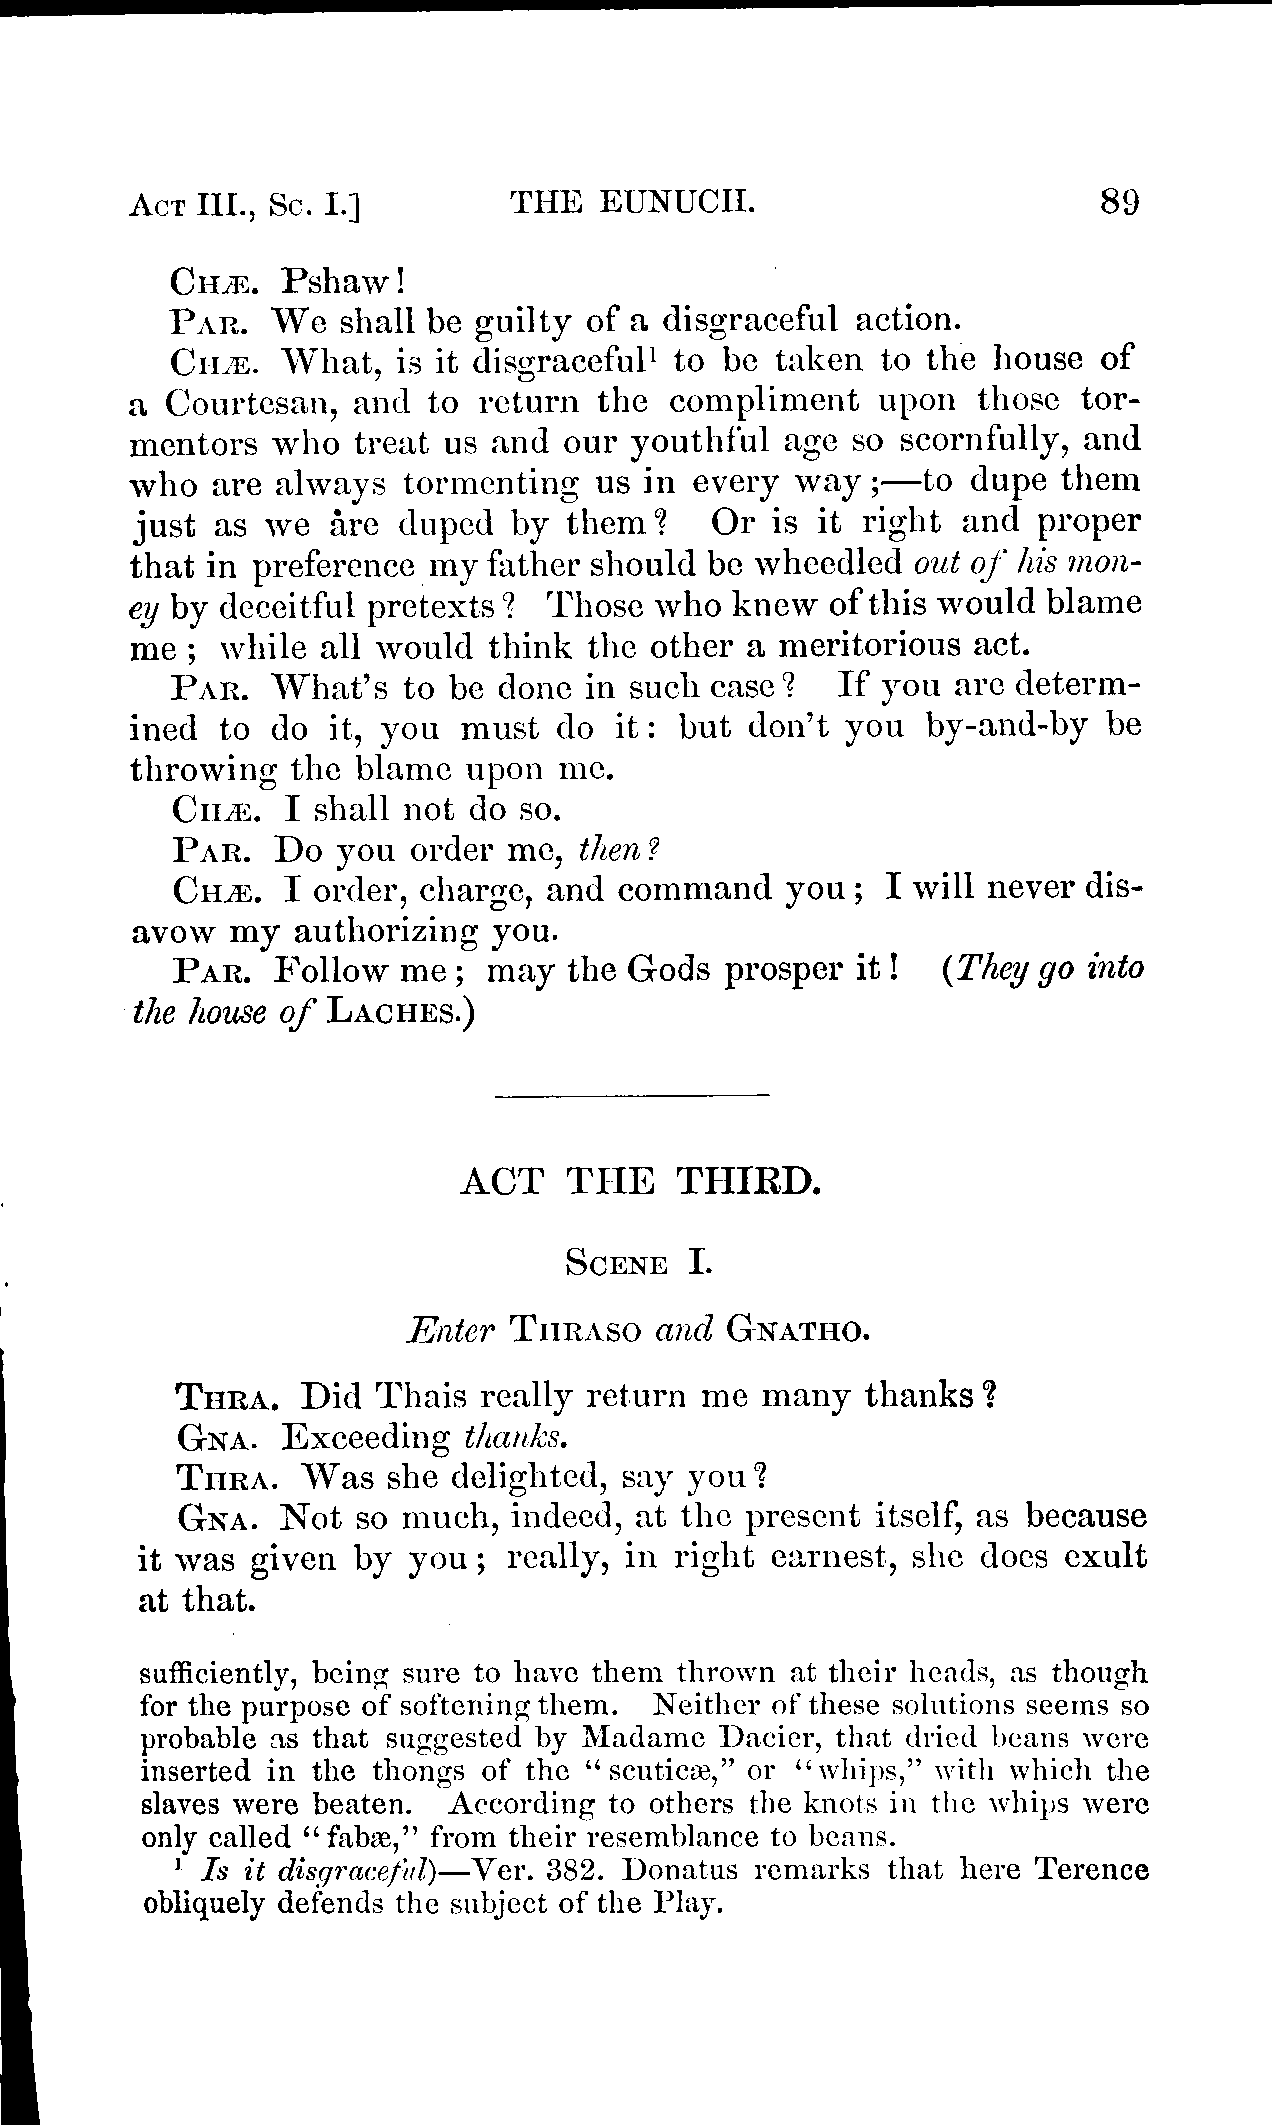 ACT III., SC. I.] THE EUNUCH. 89
CHÆ. Pshaw!
PAR. We shall be guilty of a disgraceful action.
CHÆ. What, is it disgraceful¹ to be taken to the house of
a Courtesan, and to return the compliment upon those tor-
mentors who treat us and our youthful age so scornfully, and
who are always tormenting us in every way;—to dupe them
just as we are duped by them? Or is it right and proper
that in preference my father should be wheedled out of his mon-
ey by deceitful pretexts? Those who knew of this would blame
me; while all would think the other a meritorious act.
PAR. What's to be done in such case? If you are determ-
ined to do it, you must do it: but don't you by-and-by be
throwing the blame upon me.
CHÆ. I shall not do so.
PAR. Do you order me, then?
CHÆ. I order, charge, and command you; I will never dis-
avow my authorizing you.
PAR. Follow me; may the Gods prosper it! (They go into
the house of LACHES.)
ACT THE THIRD.
SCENE I.
Enter THRASO and GNATHO.
THRA. Did Thais really return me many thanks?
GNA. Exceeding thanks.
THRA. Was she delighted, say you?
GNA. Not so much, indeed, at the present itself, as because
it was given by you; really, in right earnest, she does exult
at that.
sufficiently, being sure to have them thrown at their heads, as though
for the purpose of softening them. Neither of these solutions seems so
probable as that suggested by Madame Dacier, that dried beans were
inserted in the thongs of the "scuticæ," or "whips," with which the
slaves were beaten. According to others the knots in the whips were
only called "fabæ," from their resemblance to beans.
¹ Is it disgraceful)—Ver. 382. Donatus remarks that here Terence
obliquely defends the subject of the Play.